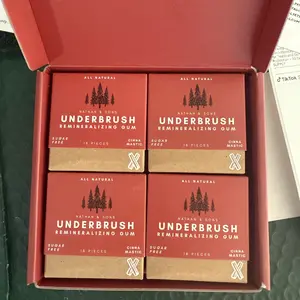 ALL NATURAL
NATHAN & SONS
UNDERBRUSH
REMINERALIZING GUM
SUGAR
FREE
18 PIECES
CINNA
MASTIC
ALL NATURAL
NATHAN & SONS
UNDERBRUSH
REMINERALIZING GUM
SUGAR
FREE
18 PIECES
CINNA
MASTIC
ALL NATURAL
NATHAN & SONS
UNDERBRUSH
REMINERALIZING GUM
SUGAR
FREE
18 PIECES
CINNA
MASTIC
ALL NATURAL
NATHAN & SONS
UNDERBRUSH
REMINERALIZING GUM
SUGAR
FREE
18 PIECES
CINNA
MASTIC